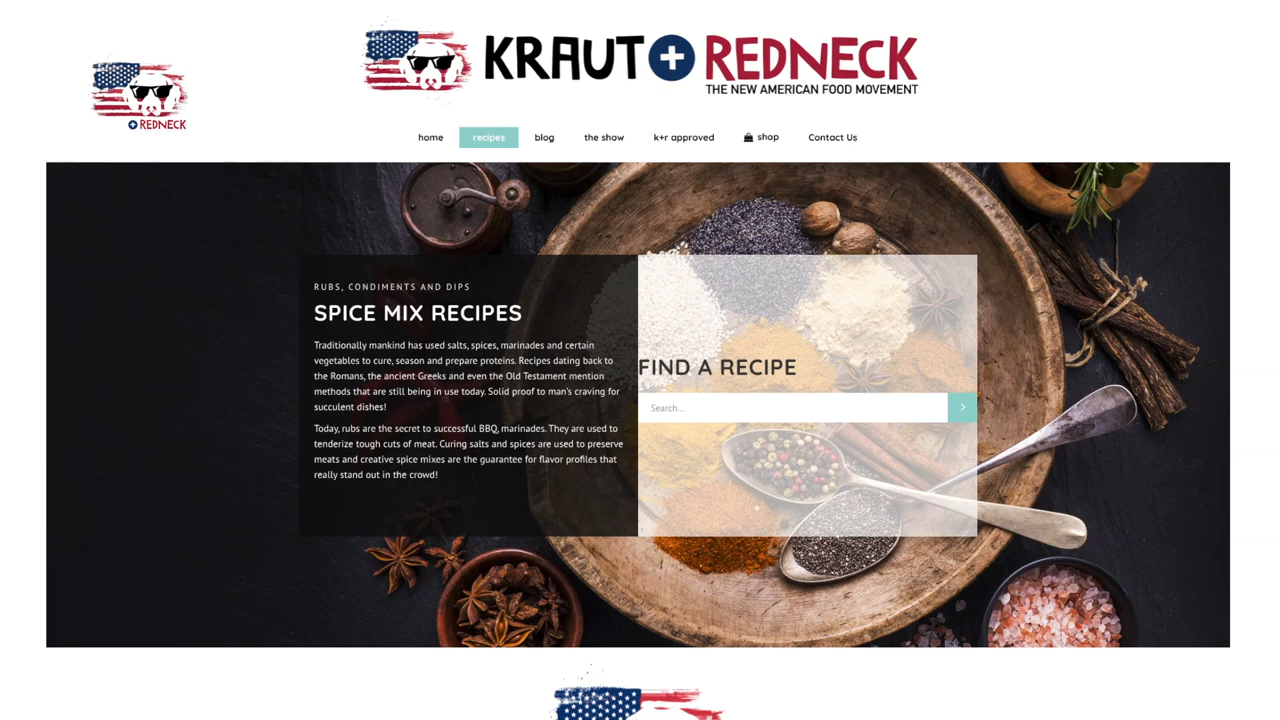 KRAUT + REDNECK
THE NEW AMERICAN FOOD MOVEMENT
+ REDNECK
home recipes blog the show k+r approved shop Contact Us
RUBS, CONDIMENTS AND DIPS
SPICE MIX RECIPES
Traditionally mankind has used salts, spices, marinades and certain
vegetables to cure, season and prepare proteins. Recipes dating back to
the Romans, the ancient Greeks and even the Old Testament mention
methods that are still being in use today. Solid proof to man's craving for
succulent dishes!
Today, rubs are the secret to successful BBQ, marinades. They are used to
tenderize tough cuts of meat. Curing salts and spices are used to preserve
meats and creative spice mixes are the guarantee for flavor profiles that
really stand out in the crowd!
FIND A RECIPE
Search...